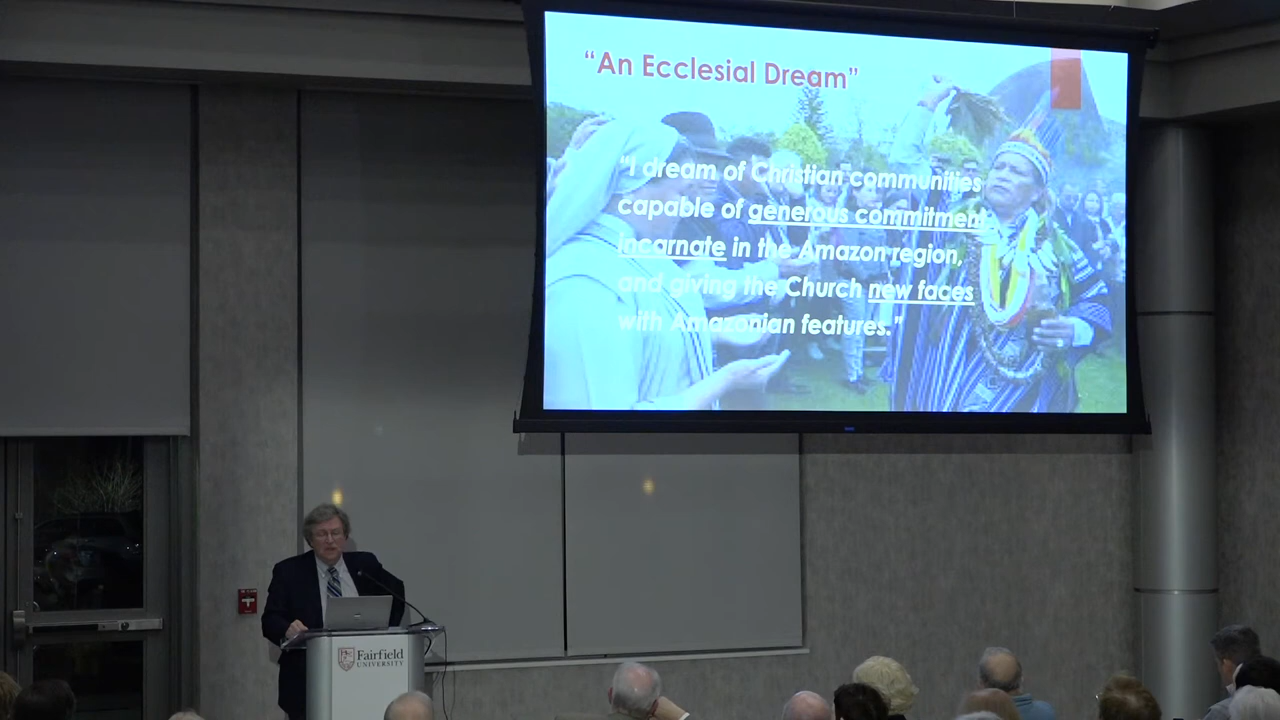 “An Ecclesial Dream”
“I dream of Christian communities
capable of generous commitment,
incarnate in the Amazon region,
and giving the Church new faces
with Amazonian features.”
Fairfield
UNIVERSITY